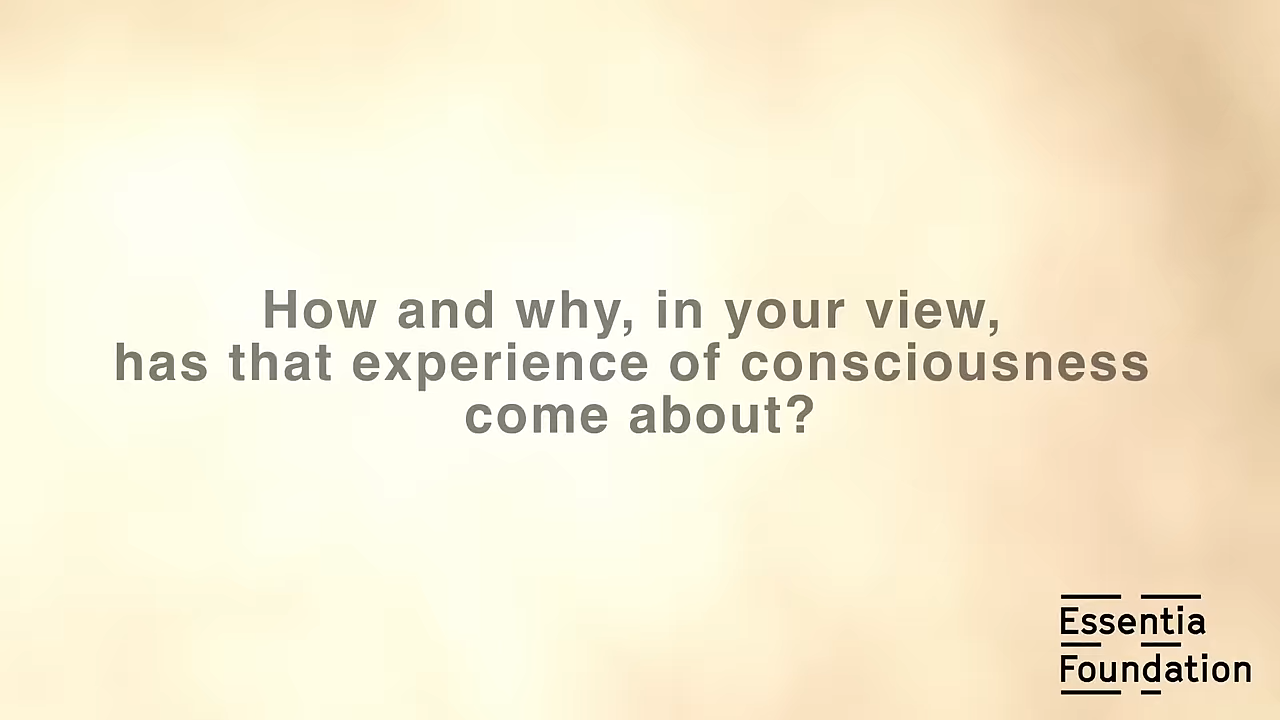 How and why, in your view,
has that experience of consciousness
come about?
Essentia
Foundation